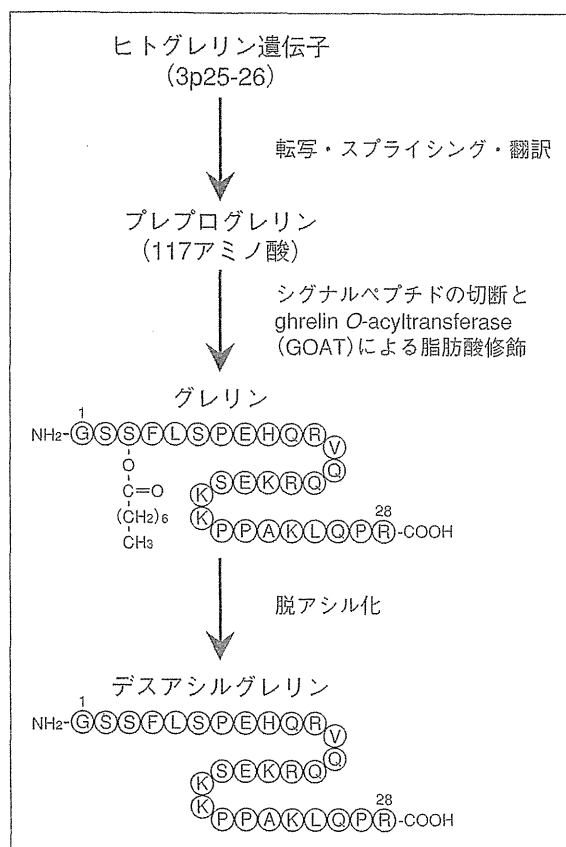 ヒトグレリン遺伝子
(3p25-26)
転写・スプライシング・翻訳
プレプログレリン
(117アミノ酸)
シグナルペプチドの切断と
ghrelin O-acyltransferase
(GOAT)による脂肪酸修飾
グレリン
1
NH2-GSSFLSPEHQR
V
Q
SEKRQ
K
K
28
PPAKLQPR-COOH
O
C=O
(CH2)6
CH3
脱アシル化
デスアシルグレリン
1
NH2-GSSFLSPEHQR
V
Q
SEKRQ
K
K
28
PPAKLQPR-COOH